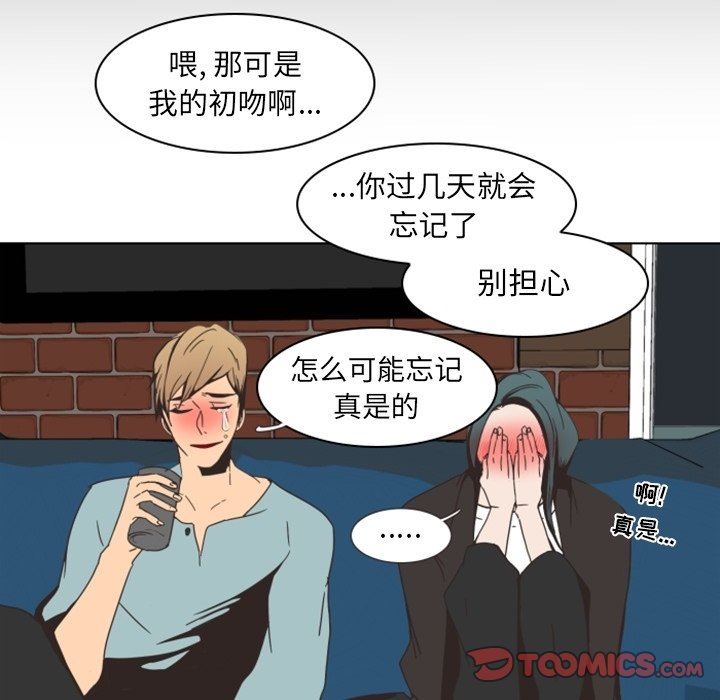 喂, 那可是
我的初吻啊...
...你过几天就会
忘记了
别担心
怎么可能忘记
真是的
.....
啊!
真是...
TOOMICS.COM